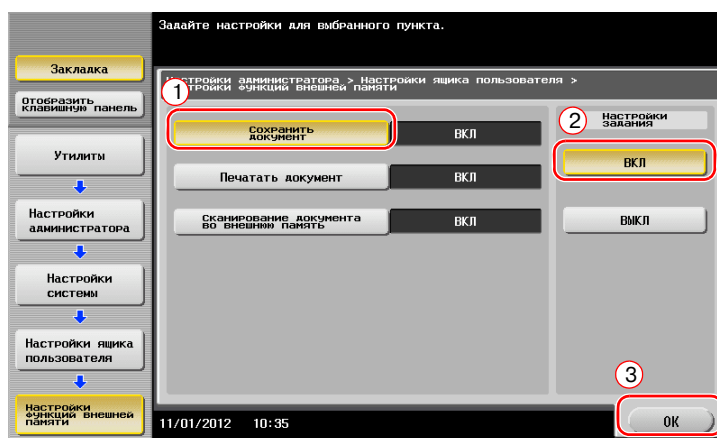 Задайте настройки для выбранного пункта.
Закладка
Отобразить
клавишную панель
Утилиты
Настройки
администратора
Настройки
системы
Настройки ящика
пользователя
Настройки
функций внешней
памяти
1
Настройки администратора > Настройки ящика пользователя >
Настройки функций внешней памяти
Сохранить
документ
ВКЛ
Печатать документ
ВКЛ
Сканирование документа
во внешнюю память
ВКЛ
2
Настройки
задания
ВКЛ
ВЫКЛ
3
11/01/2012 10:35
OK